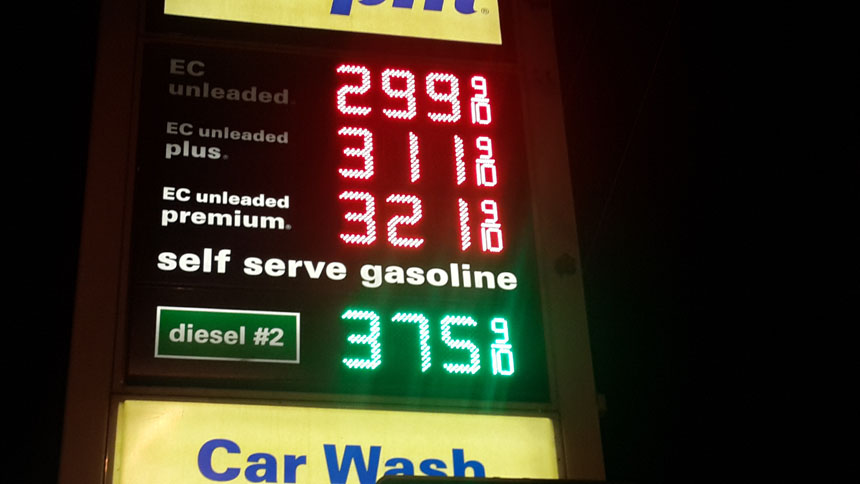 EC
unleaded 299 9/10
EC unleaded
plus® 311 9/10
EC unleaded
premium® 321 9/10
self serve gasoline
diesel #2 375 9/10
Car Wash